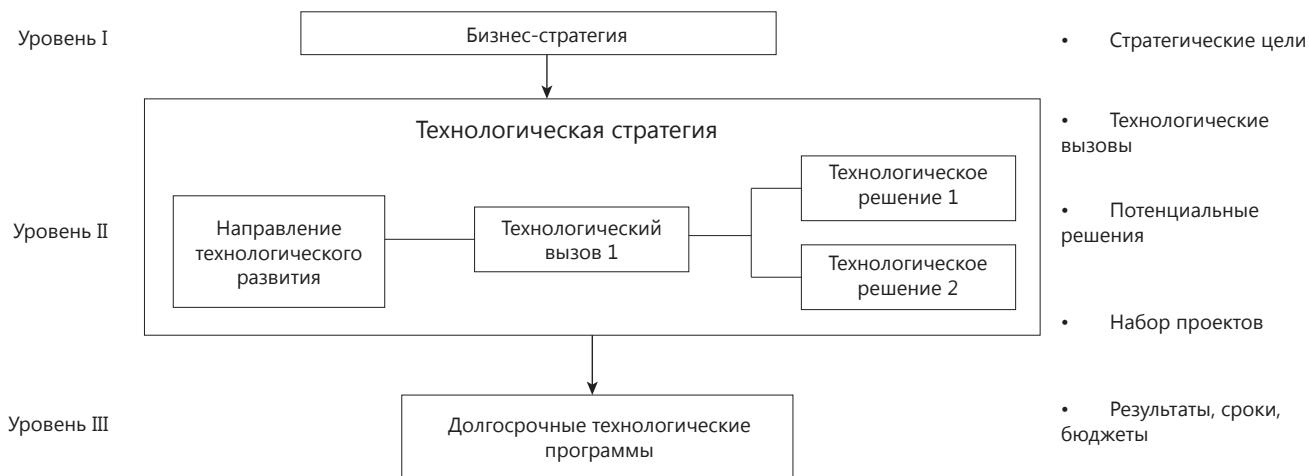 Уровень I
Бизнес-стратегия
• Стратегические цели
Технологическая стратегия
• Технологические
вызовы
Уровень II
Направление
технологического
развития
Технологический
вызов 1
Технологическое
решение 1
Технологическое
решение 2
• Потенциальные
решения
• Набор проектов
Уровень III
Долгосрочные технологические
программы
• Результаты, сроки,
бюджеты